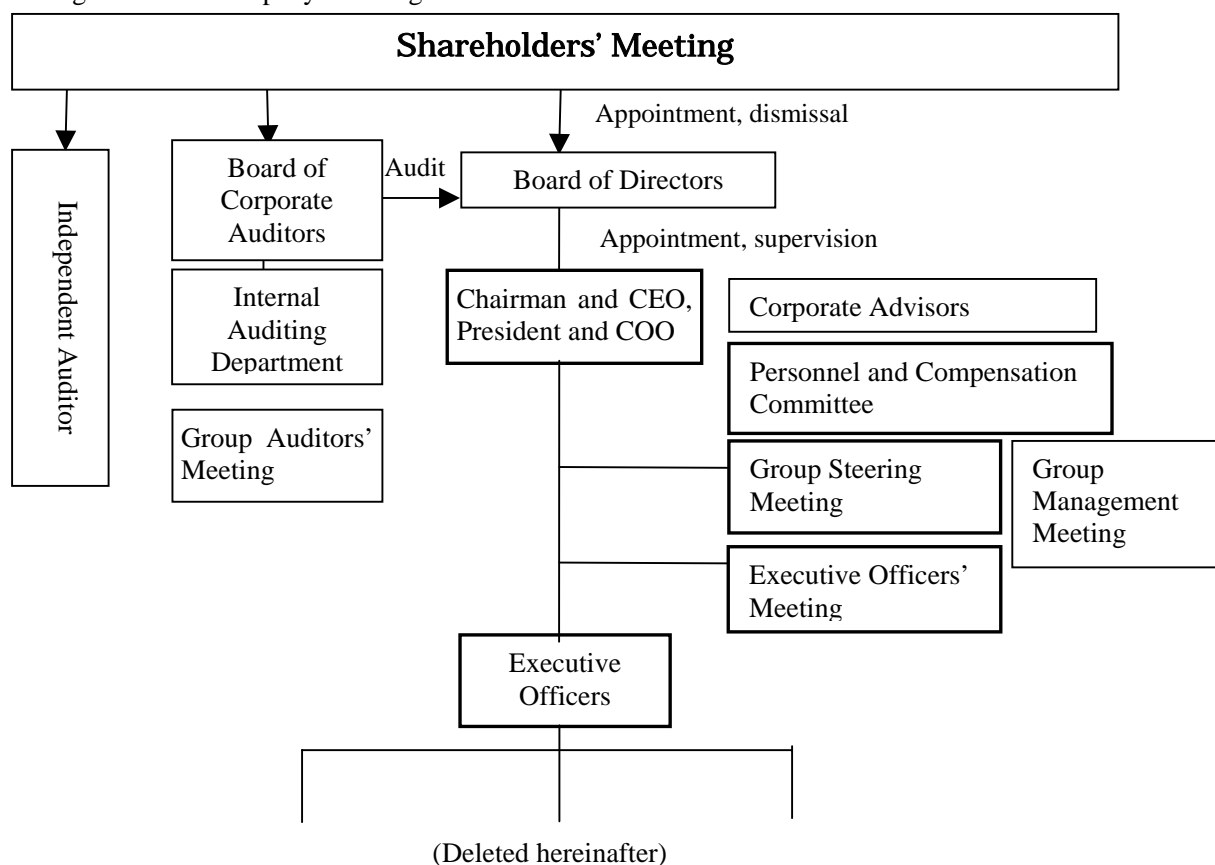 Shareholders' Meeting
Appointment, dismissal
Independent Auditor
Board of
Corporate
Auditors
Audit
Board of Directors
Appointment, supervision
Internal
Auditing
Department
Chairman and CEO,
President and COO
Corporate Advisors
Personnel and Compensation
Committee
Group Auditors'
Meeting
Group Steering
Meeting
Group
Management
Meeting
Executive Officers'
Meeting
Executive
Officers
(Deleted hereinafter)